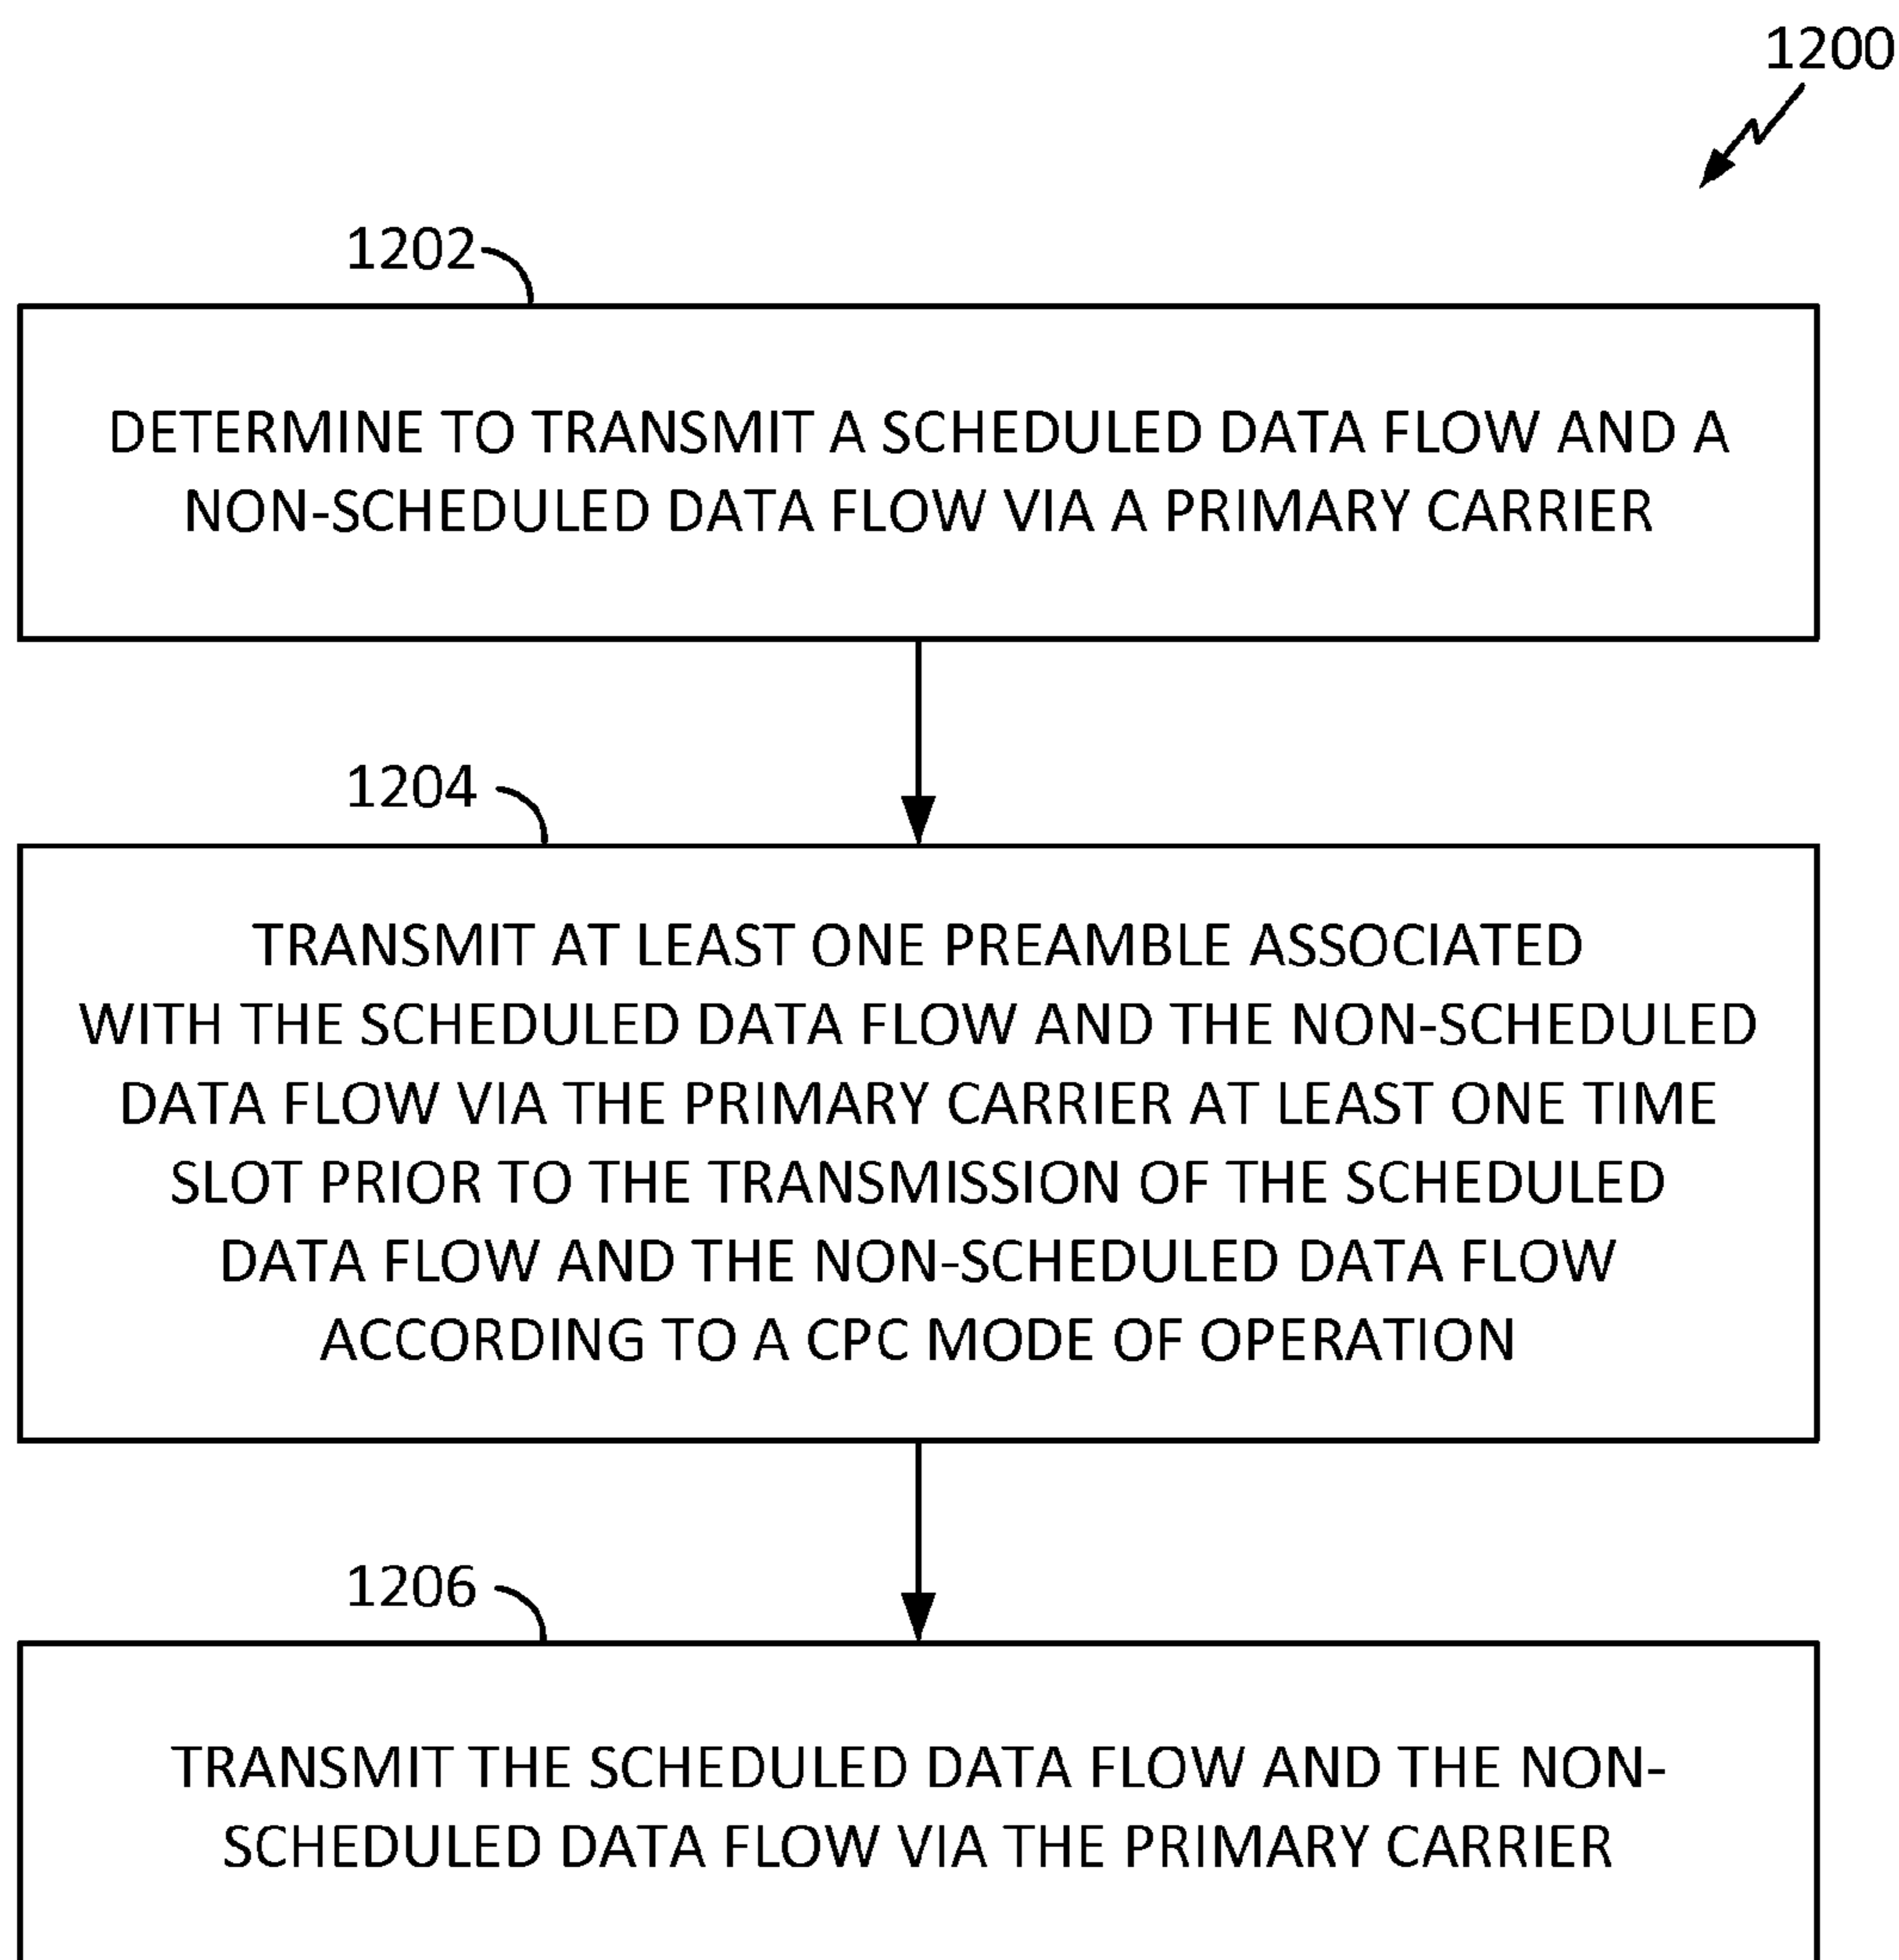 1200
1202
DETERMINE TO TRANSMIT A SCHEDULED DATA FLOW AND A
NON-SCHEDULED DATA FLOW VIA A PRIMARY CARRIER
1204
TRANSMIT AT LEAST ONE PREAMBLE ASSOCIATED
WITH THE SCHEDULED DATA FLOW AND THE NON-SCHEDULED
DATA FLOW VIA THE PRIMARY CARRIER AT LEAST ONE TIME
SLOT PRIOR TO THE TRANSMISSION OF THE SCHEDULED
DATA FLOW AND THE NON-SCHEDULED DATA FLOW
ACCORDING TO A CPC MODE OF OPERATION
1206
TRANSMIT THE SCHEDULED DATA FLOW AND THE NON-
SCHEDULED DATA FLOW VIA THE PRIMARY CARRIER